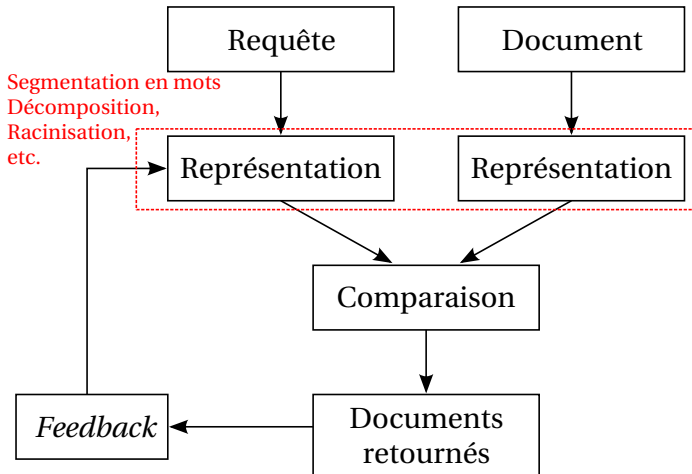 Requête
Document
Segmentation en mots
Décomposition,
Racinisation,
etc.
Représentation
Représentation
Comparaison
Feedback
Documents
retournés